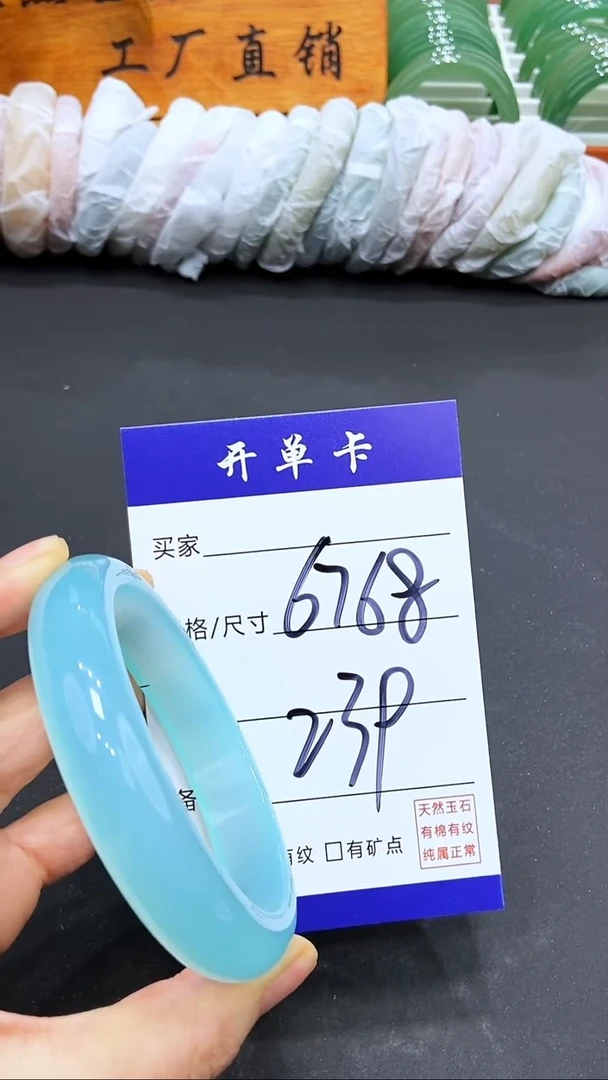 工厂直销
开单卡
买家
格/尺寸 6768
23P
备
有纹 □有矿点
天然玉石
有棉有纹
纯属正常